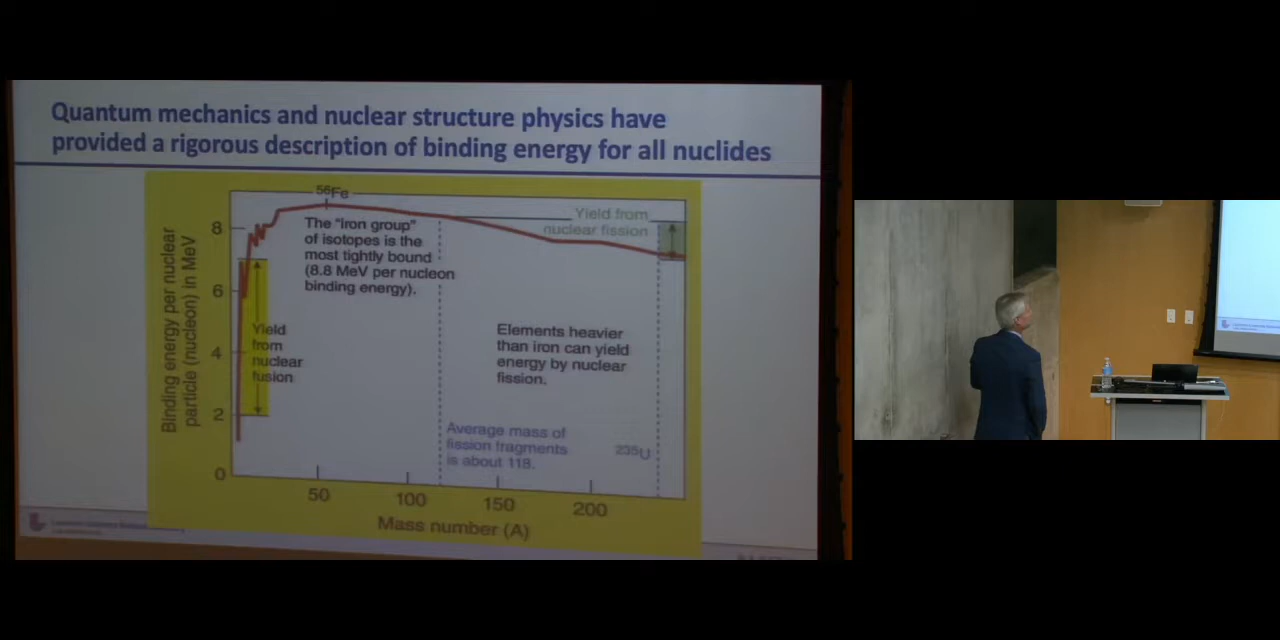 Quantum mechanics and nuclear structure physics have
provided a rigorous description of binding energy for all nuclides
56Fe
Yield from
nuclear fission
The "iron group"
of isotopes is the
most tightly bound
(8.8 MeV per nucleon
binding energy).
Binding energy per nuclear
particle (nucleon) in MeV
8
6
4
2
0
Yield
from
nuclear
fusion
Elements heavier
than iron can yield
energy by nuclear
fission.
Average mass of
fission fragments
is about 118.
235U
50
100
150
200
Mass number (A)